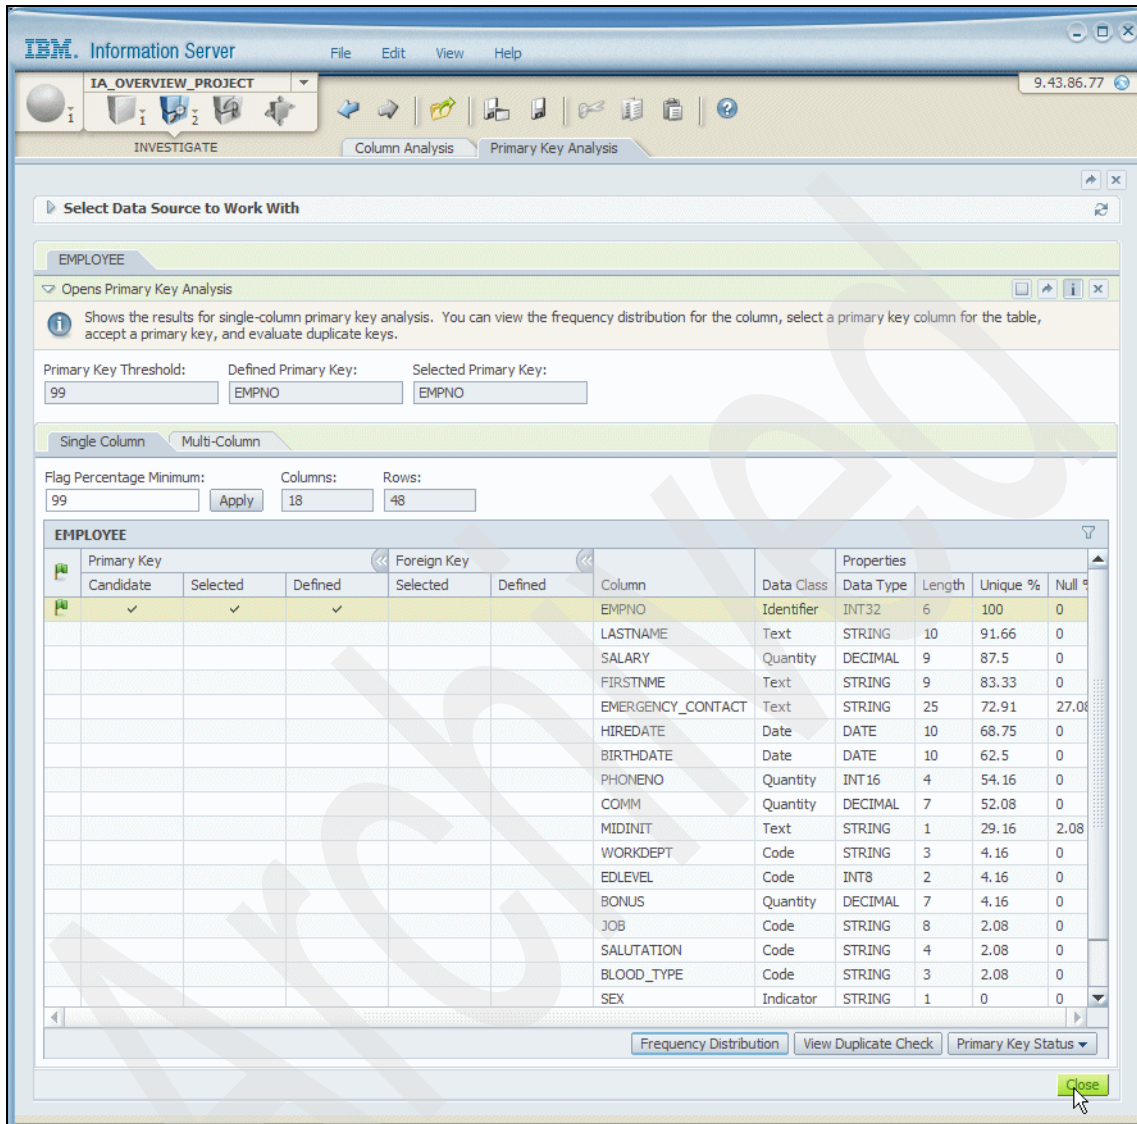 IBM. Information Server File Edit View Help
IA_OVERVIEW_PROJECT 9.43.86.77
1 1 2
INVESTIGATE Column Analysis Primary Key Analysis
Select Data Source to Work With
EMPLOYEE
Opens Primary Key Analysis
Shows the results for single-column primary key analysis. You can view the frequency distribution for the column, select a primary key column for the table,
accept a primary key, and evaluate duplicate keys.
Primary Key Threshold: Defined Primary Key: Selected Primary Key:
99 EMPNO EMPNO
Single Column Multi-Column
Flag Percentage Minimum: Columns: Rows:
99 Apply 18 48
EMPLOYEE
Primary Key Foreign Key Properties
Candidate Selected Defined Selected Defined Column Data Class Data Type Length Unique % Null %
EMPNO Identifier INT32 6 100 0
LASTNAME Text STRING 10 91.66 0
SALARY Quantity DECIMAL 9 87.5 0
FIRSTNME Text STRING 9 83.33 0
EMERGENCY_CONTACT Text STRING 25 72.91 27.08
HIREDATE Date DATE 10 68.75 0
BIRTHDATE Date DATE 10 62.5 0
PHONENO Quantity INT16 4 54.16 0
COMM Quantity DECIMAL 7 52.08 0
MIDINIT Text STRING 1 29.16 2.08
WORKDEPT Code STRING 3 4.16 0
EDLEVEL Code INT8 2 4.16 0
BONUS Quantity DECIMAL 7 4.16 0
JOB Code STRING 8 2.08 0
SALUTATION Code STRING 4 2.08 0
BLOOD_TYPE Code STRING 3 2.08 0
SEX Indicator STRING 1 0 0
Frequency Distribution View Duplicate Check Primary Key Status
Close
Archived